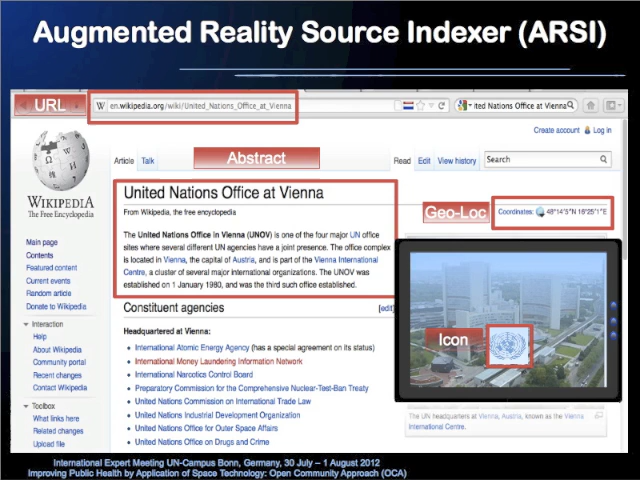 Augmented Reality Source Indexer (ARSI)
URL
W en.wikipedia.org/wiki/United_Nations_Office_at_Vienna
ited Nations Office at Vienna
Create account Log in
Article Talk
Abstract
Read Edit View history
Search
WIKIPEDIA
The Free Encyclopedia
United Nations Office at Vienna
From Wikipedia, the free encyclopedia
Geo-Loc
Coordinates: 48°14′5″N 16°25′1″E
The United Nations Office in Vienna (UNOV) is one of the four major UN office
sites where several different UN agencies have a joint presence. The office complex
is located in Vienna, the capital of Austria, and is part of the Vienna International
Centre, a cluster of several major international organizations. The UNOV was
established on 1 January 1980, and was the third such office established.
Main page
Contents
Featured content
Current events
Random article
Donate to Wikipedia
Interaction
Help
About Wikipedia
Community portal
Recent changes
Contact Wikipedia
Toolbox
What links here
Related changes
Upload file
Constituent agencies [edit]
Headquartered at Vienna:
International Atomic Energy Agency (has a special agreement on its status)
International Money Laundering Information Network
International Narcotics Control Board
Preparatory Commission for the Comprehensive Nuclear-Test-Ban Treaty
United Nations Commission on International Trade Law
United Nations Industrial Development Organization
United Nations Office for Outer Space Affairs
United Nations Office on Drugs and Crime
Icon
The UN headquarters at Vienna, Austria, known as the Vienna
International Centre.
International Expert Meeting UN-Campus Bonn, Germany, 30 July – 1 August 2012
Improving Public Health by Application of Space Technology: Open Community Approach (OCA)